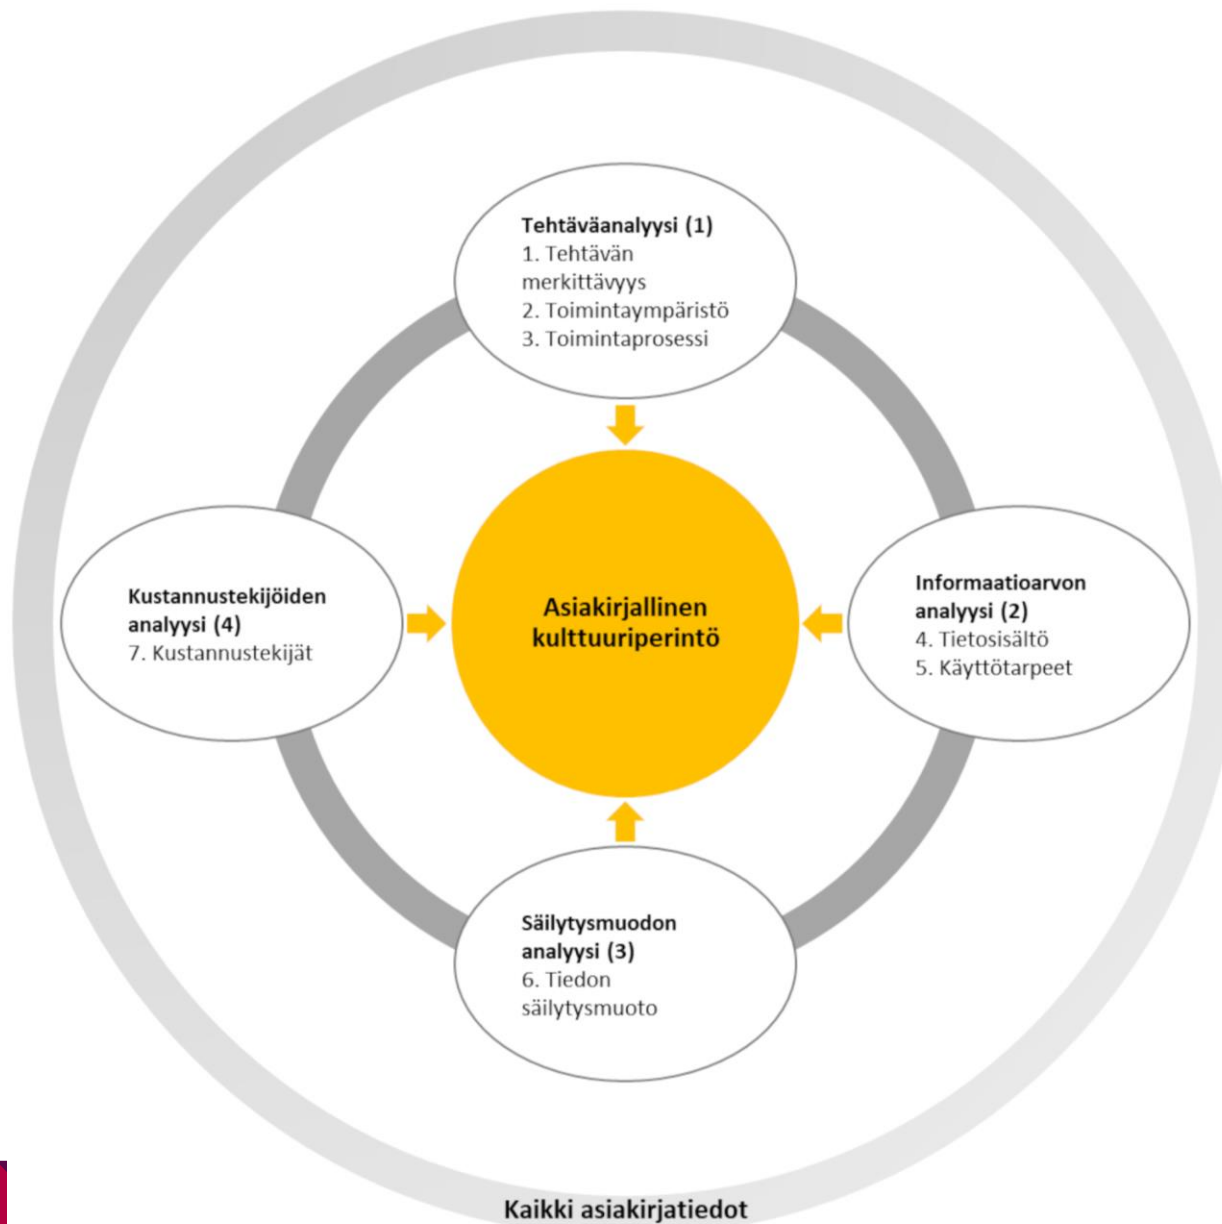 Tehtäväanalyysi (1)
1. Tehtävän
merkittävyys
2. Toimintaympäristö
3. Toimintaprosessi
Kustannustekijöiden
analyysi (4)
7. Kustannustekijät
Asiakirjallinen
kulttuuriperintö
Informaatioarvon
analyysi (2)
4. Tietosisältö
5. Käyttötarpeet
Säilytysmuodon
analyysi (3)
6. Tiedon
säilytysmuoto
Kaikki asiakirjatiedot